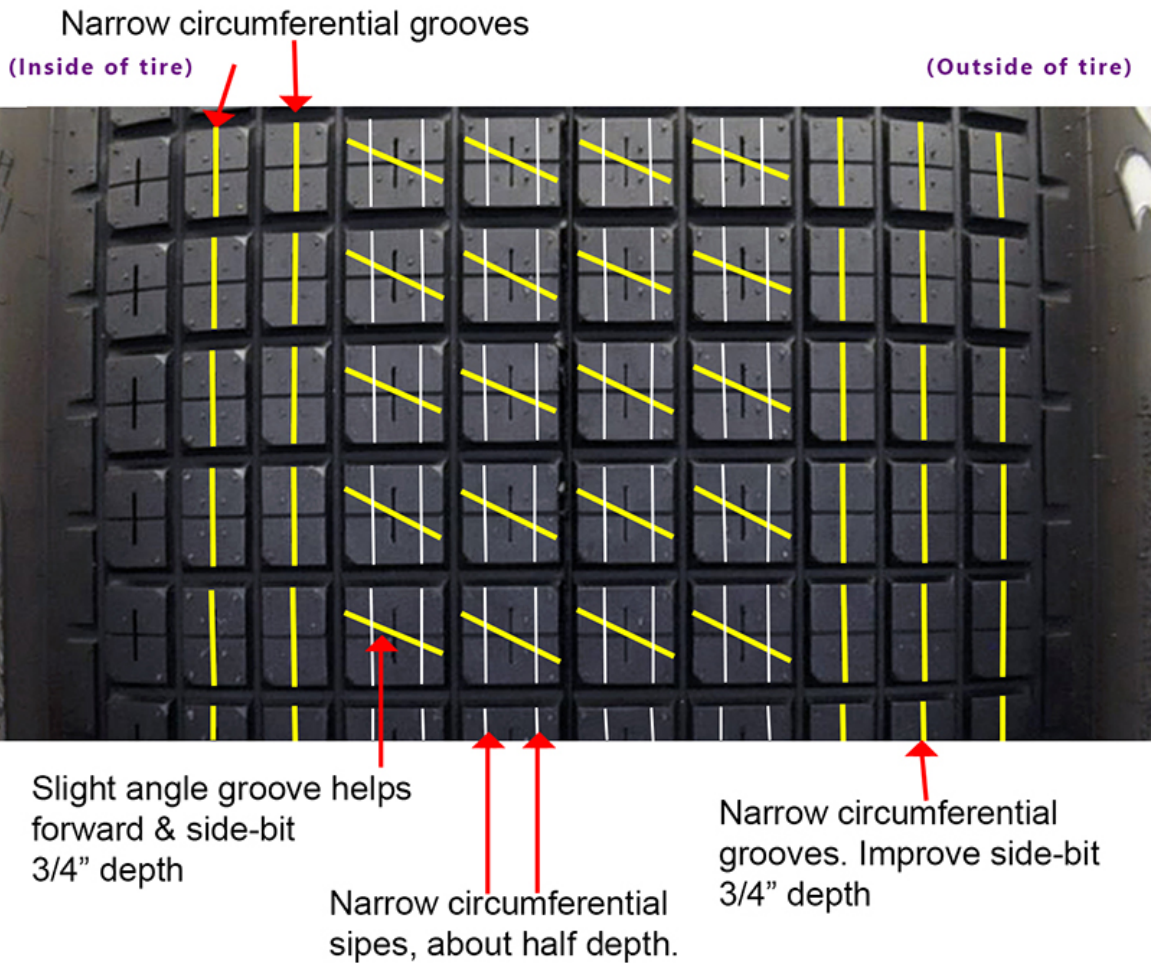 Narrow circumferential grooves
(Inside of tire)
(Outside of tire)
Slight angle groove helps
forward & side-bit
3/4” depth
Narrow circumferential
grooves. Improve side-bit
3/4” depth
Narrow circumferential
sipes, about half depth.